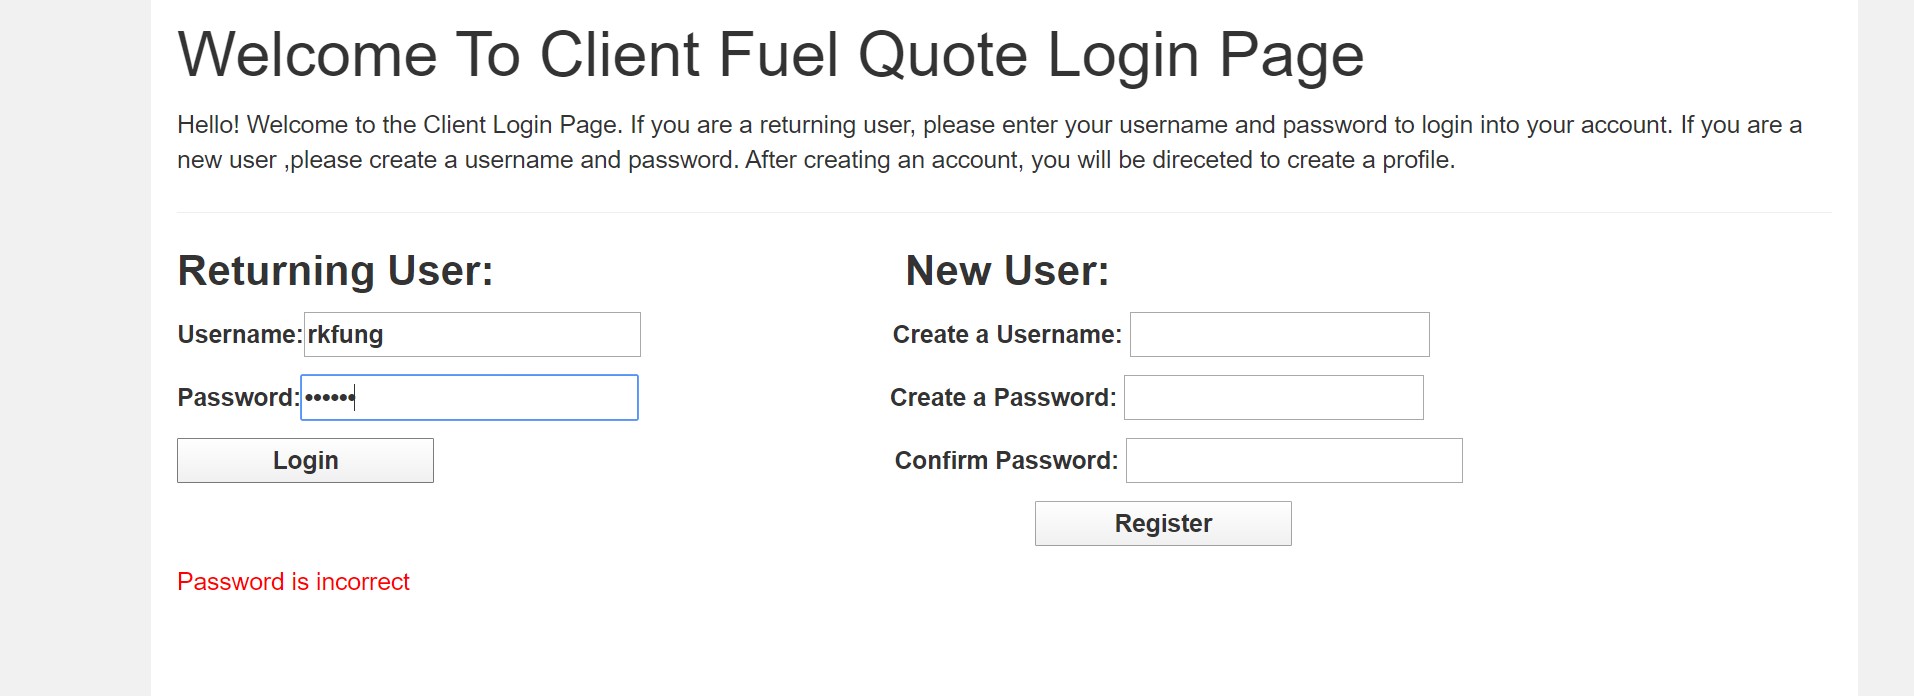 Welcome To Client Fuel Quote Login Page
Hello! Welcome to the Client Login Page. If you are a returning user, please enter your username and password to login into your account. If you are a
new user ,please create a username and password. After creating an account, you will be direceted to create a profile.
Returning User:
Username: rkfung
Password: ••••••
Login
New User:
Create a Username:
Create a Password:
Confirm Password:
Register
Password is incorrect